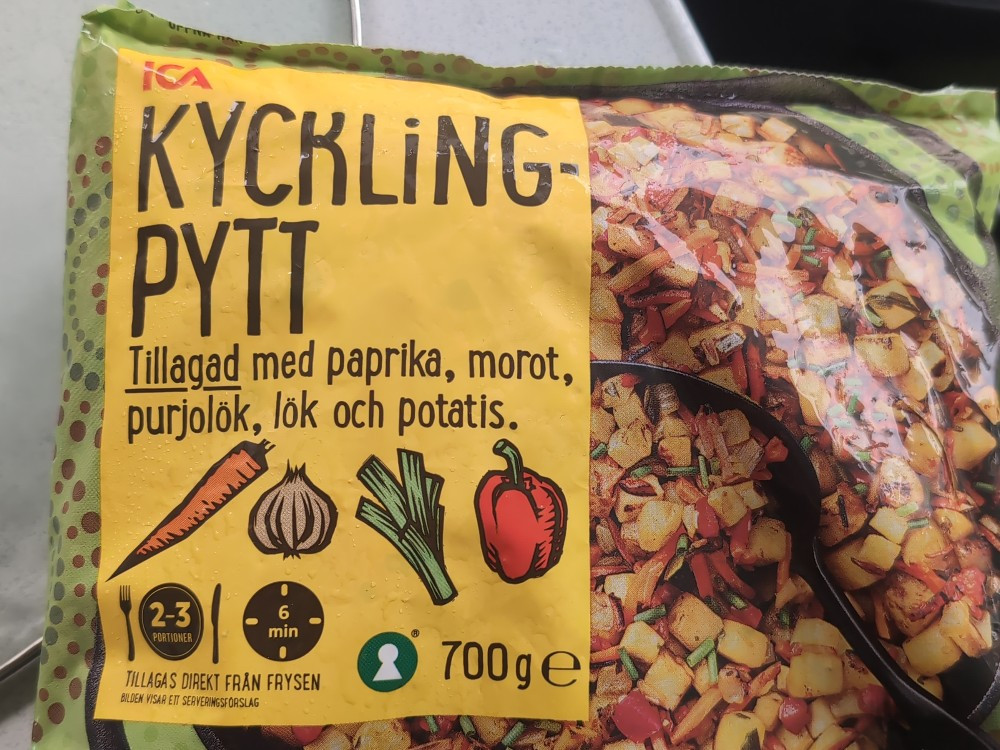 ICA
KYCKLING-
PYTT
Tillagad med paprika, morot,
purjolök, lök och potatis.
2-3
PORTIONER
6
min
TILLAGAS DIREKT FRÅN FRYSEN
BILDEN VISAR ETT SERVERINGSFÖRSLAG
®
700 g e